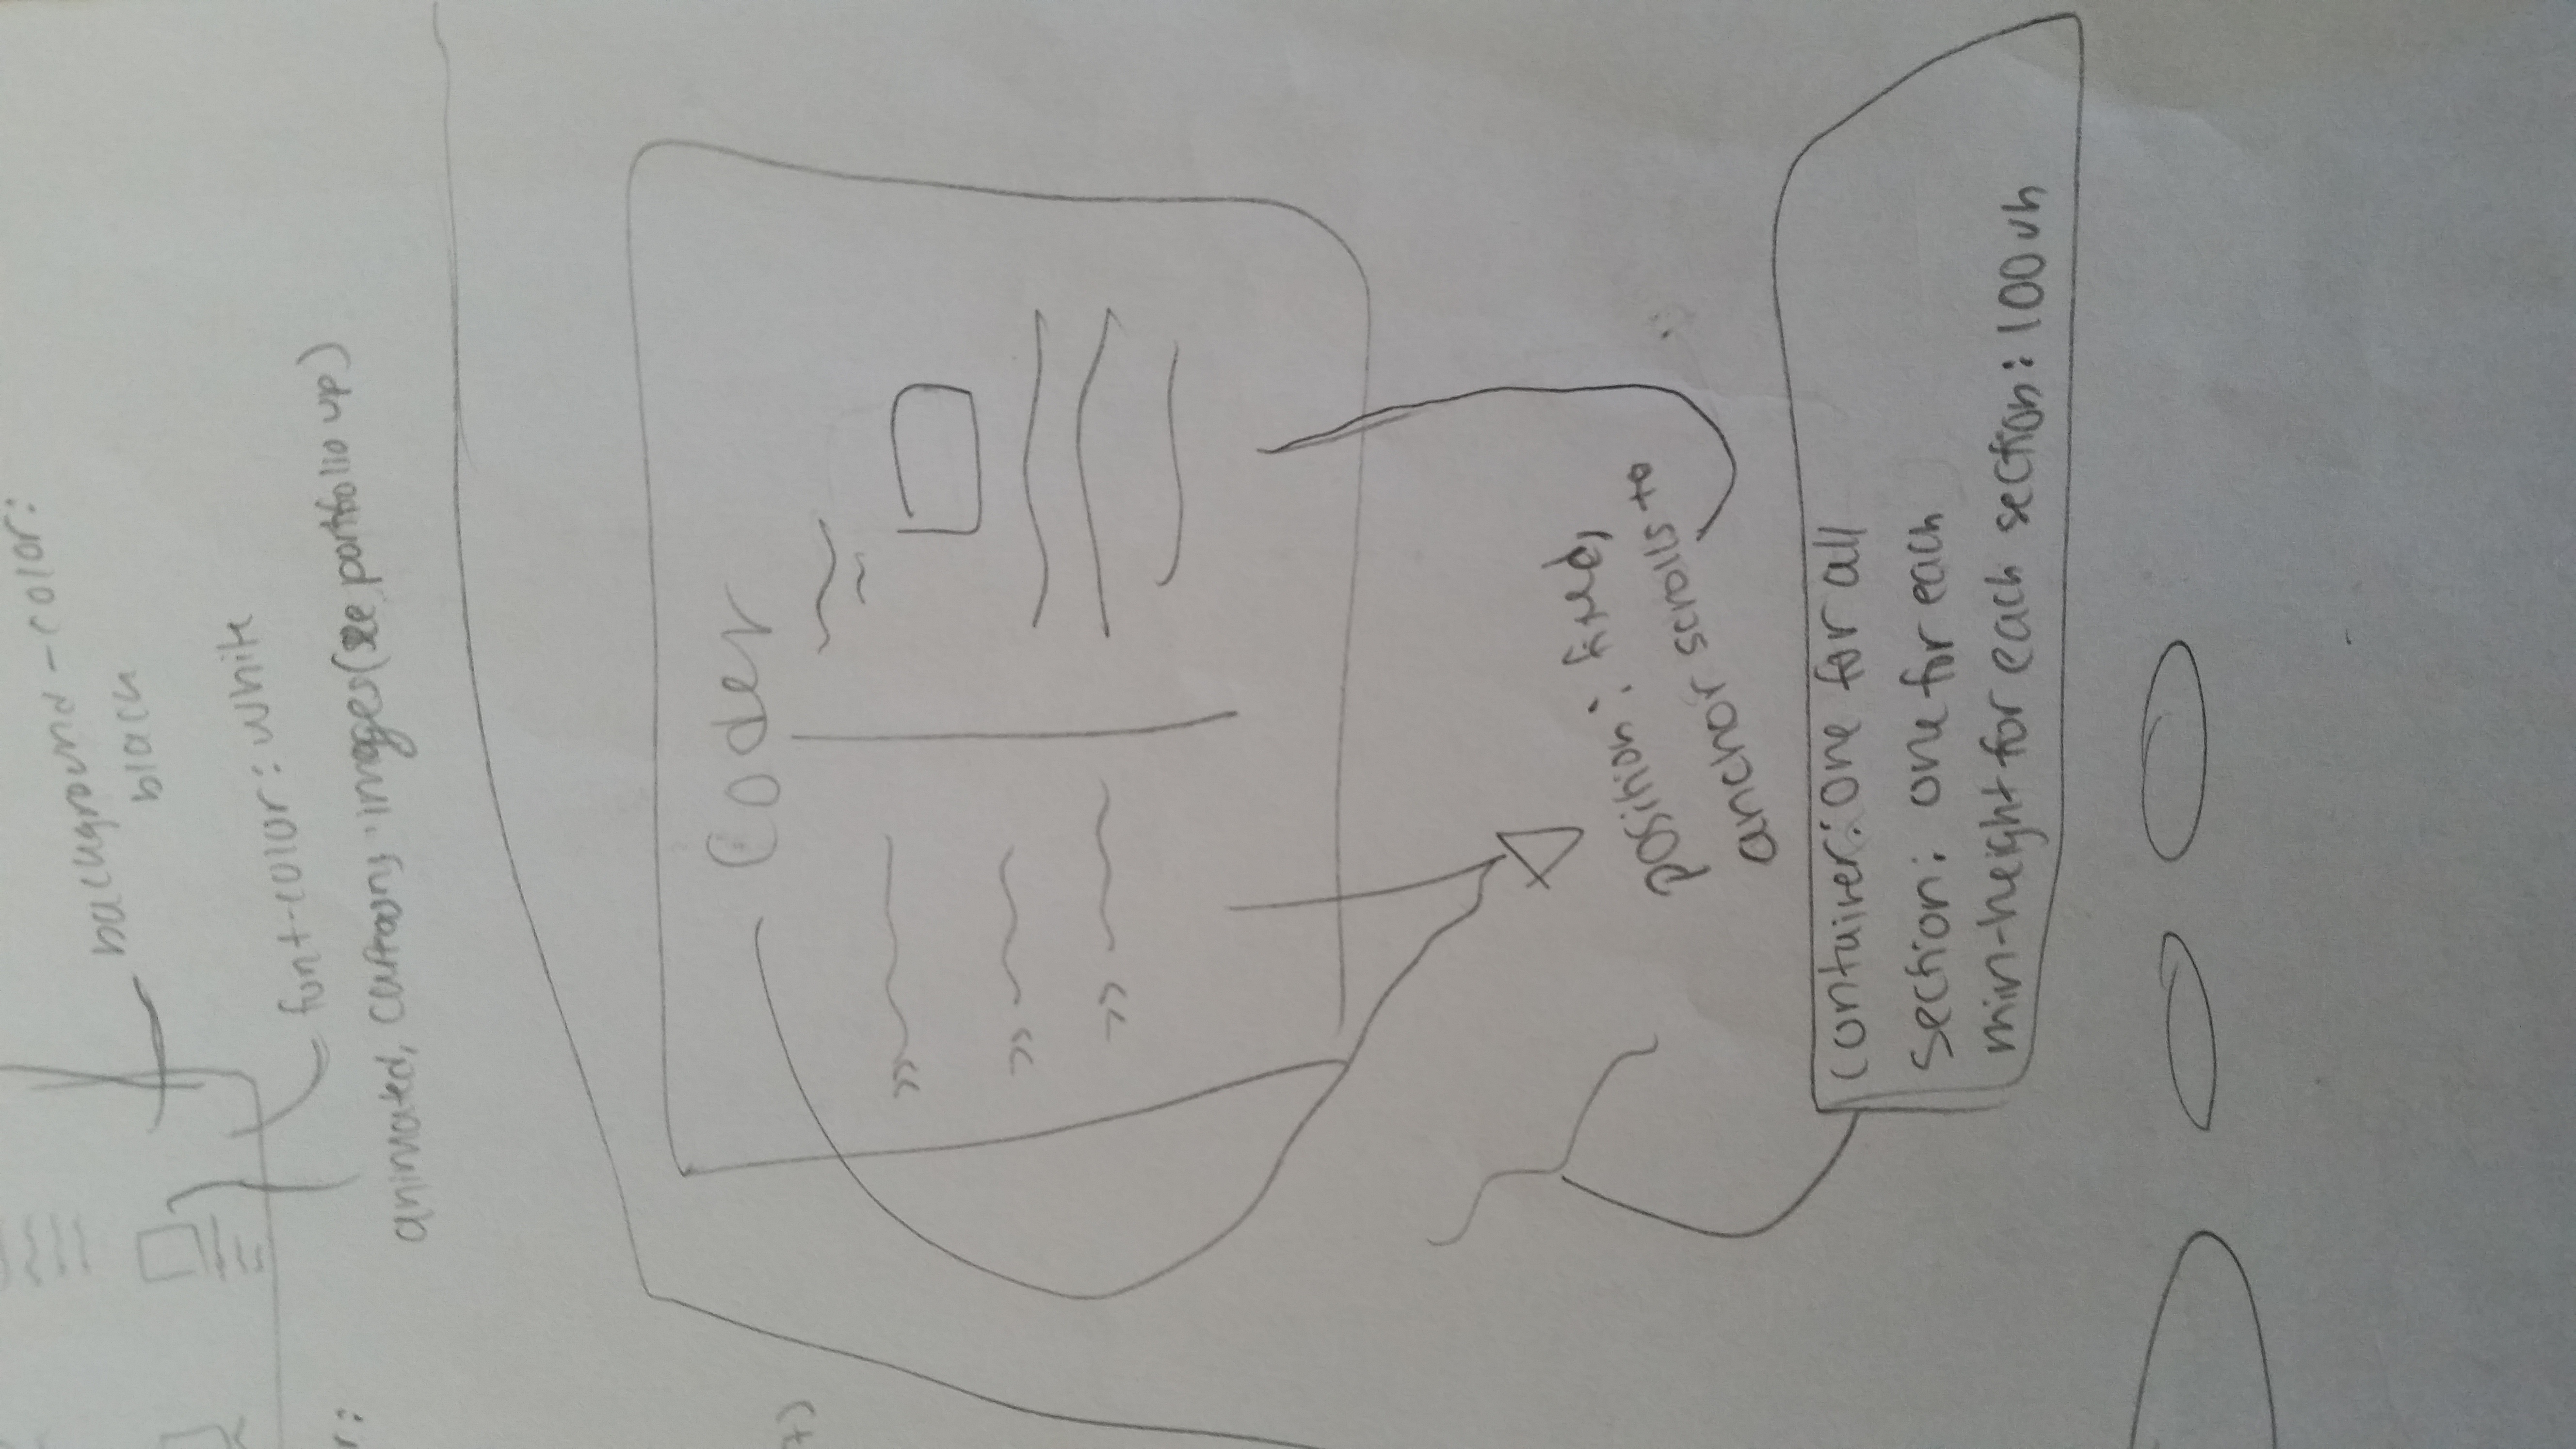 background-color:
black
font-color: white
animated, cartoony images (see portfolio up)
Coder
>>
>>
>>
position: fixed,
anchor scrolls to
container: one for all
Section: one for each
min-height for each section: 100vh
r:
t)